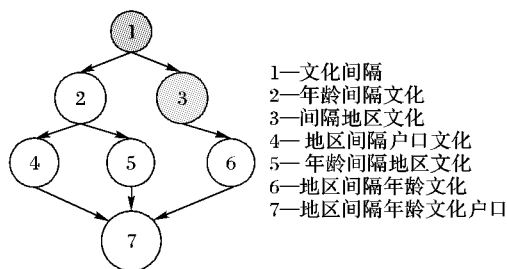 1
2
3
4
5
6
7
1—文化间隔
2—年龄间隔文化
3—间隔地区文化
4— 地区间隔户口文化
5— 年龄间隔地区文化
6—地区间隔年龄文化
7—地区间隔年龄文化户口